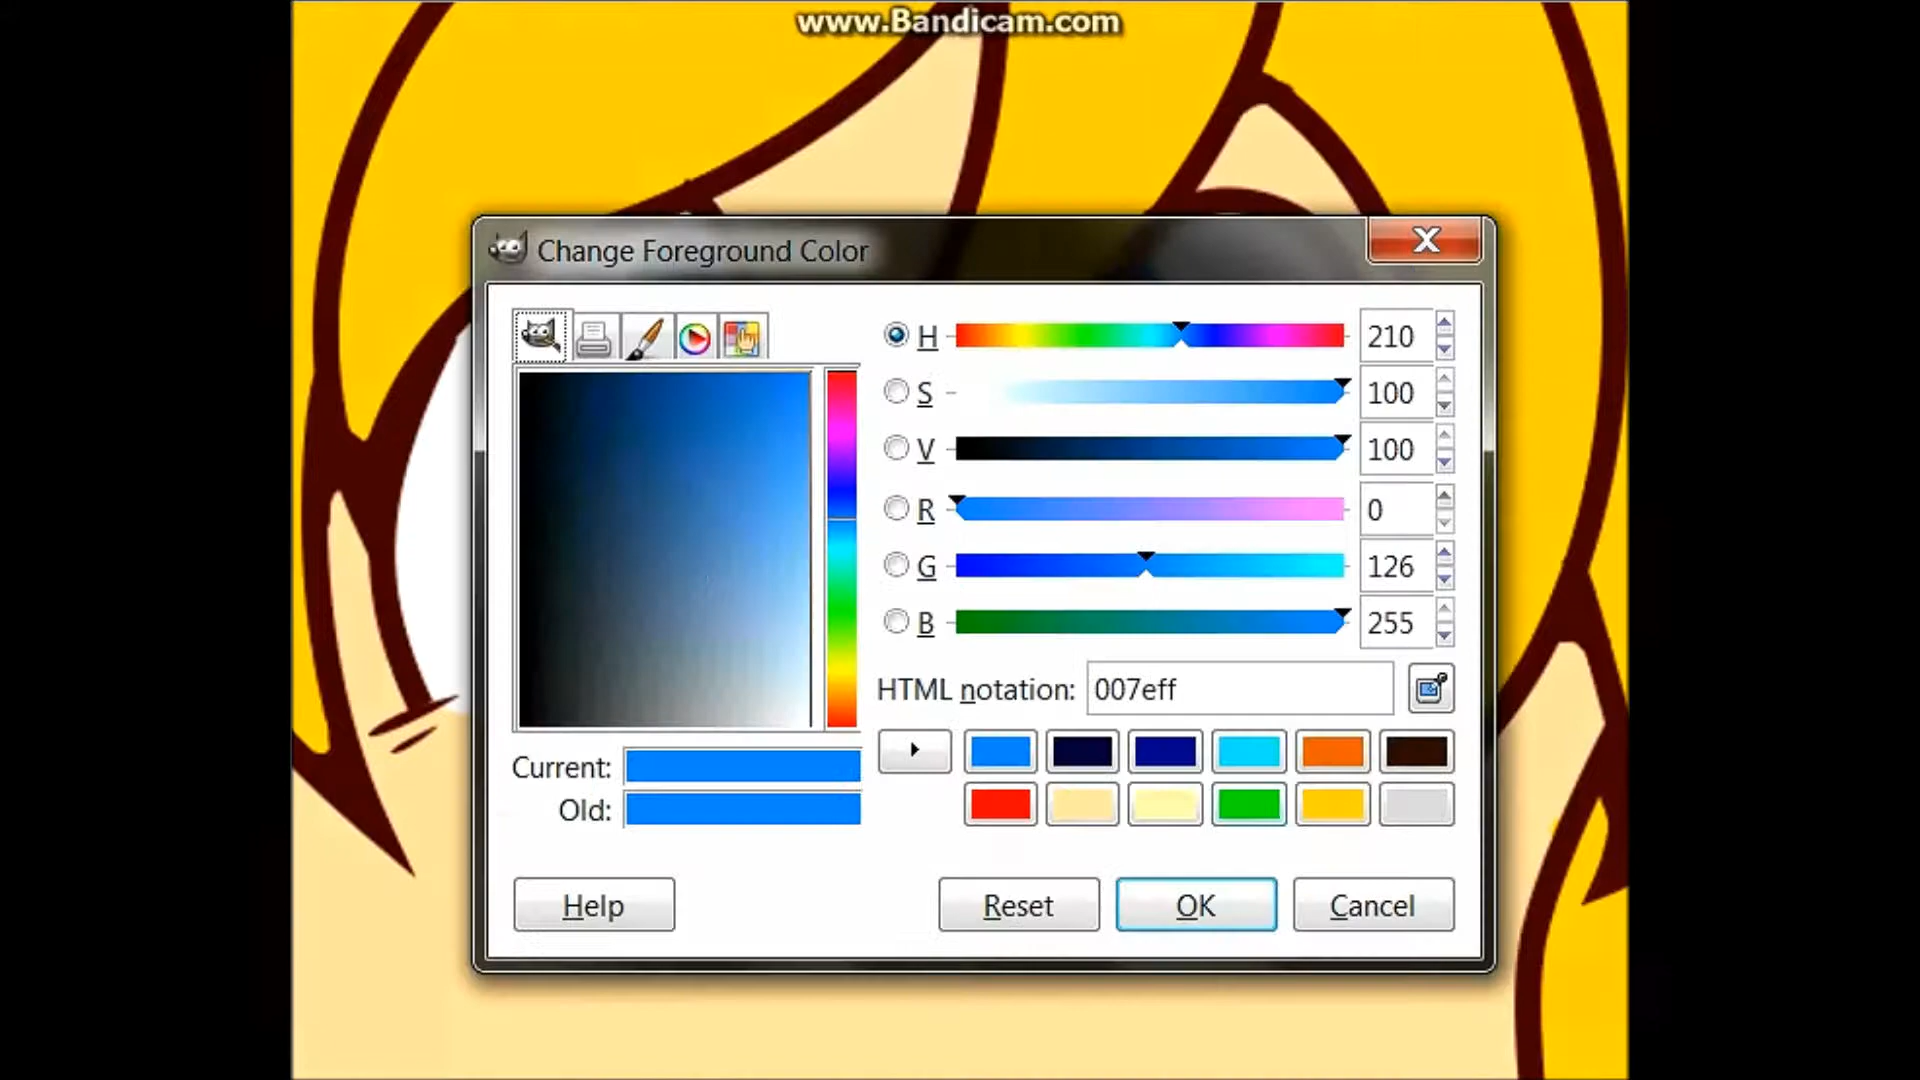 www.Bandicam.com
Change Foreground Color
X
H 210
S 100
V 100
R 0
G 126
B 255
HTML notation: 007eff
Current:
Old:
Help Reset OK Cancel